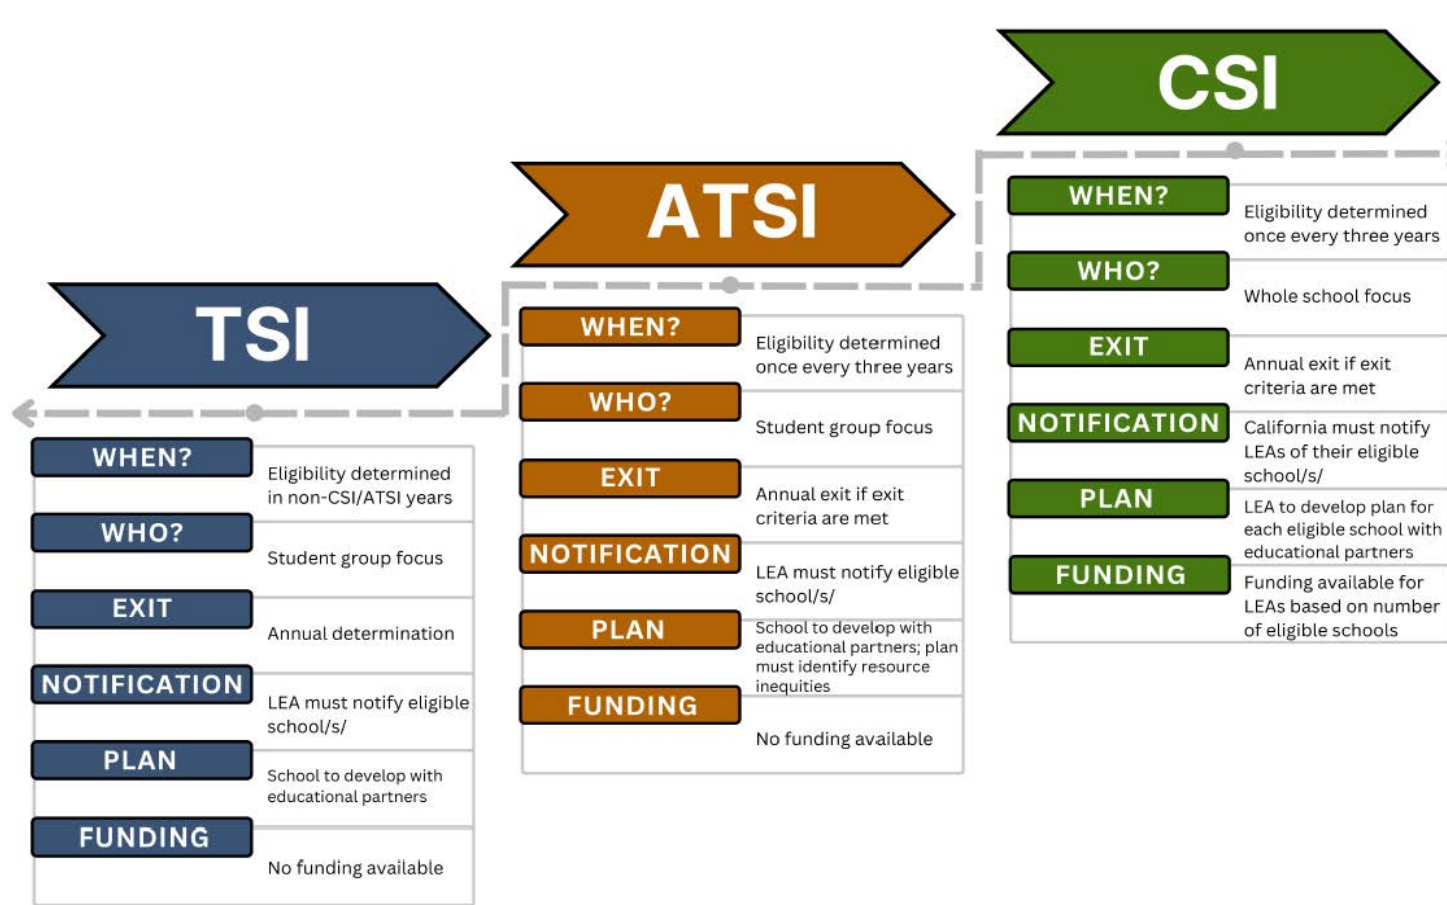 TSI
WHEN?
Eligibility determined
in non-CSI/ATSI years
WHO?
Student group focus
EXIT
Annual determination
NOTIFICATION
LEA must notify eligible
school/s/
PLAN
School to develop with
educational partners
FUNDING
No funding available
ATSI
WHEN?
Eligibility determined
once every three years
WHO?
Student group focus
EXIT
Annual exit if exit
criteria are met
NOTIFICATION
LEA must notify eligible
school/s/
PLAN
School to develop with
educational partners; plan
must identify resource
inequities
FUNDING
No funding available
CSI
WHEN?
Eligibility determined
once every three years
WHO?
Whole school focus
EXIT
Annual exit if exit
criteria are met
NOTIFICATION
California must notify
LEAs of their eligible
school/s/
PLAN
LEA to develop plan for
each eligible school with
educational partners
FUNDING
Funding available for
LEAs based on number
of eligible schools